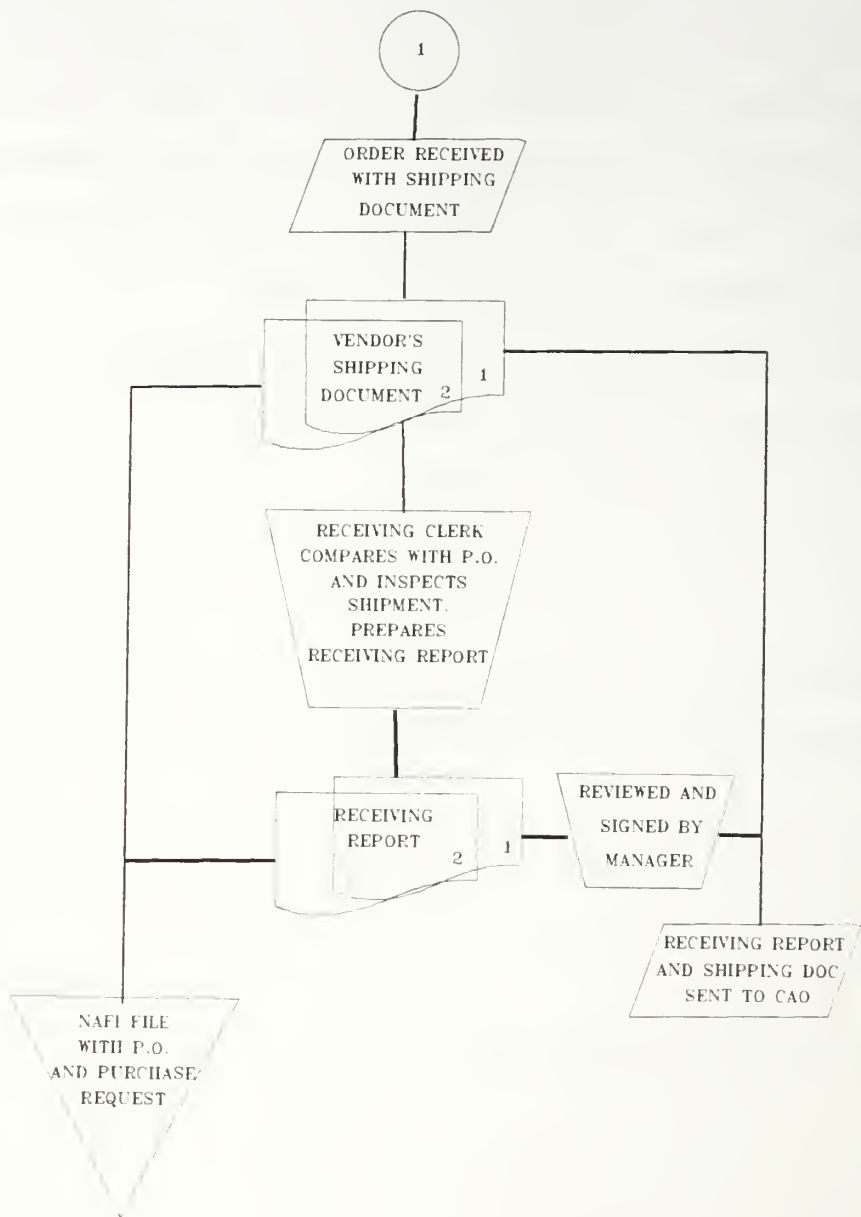 1
ORDER RECEIVED
WITH SHIPPING
DOCUMENT
VENDOR'S
SHIPPING
DOCUMENT 2
1
RECEIVING CLERK
COMPARES WITH P.O.
AND INSPECTS
SHIPMENT.
PREPARES
RECEIVING REPORT
RECEIVING
REPORT
2
1
REVIEWED AND
SIGNED BY
MANAGER
RECEIVING REPORT
AND SHIPPING DOC
SENT TO CAO
NAFI FILE
WITH P.O.
AND PURCHASE
REQUEST